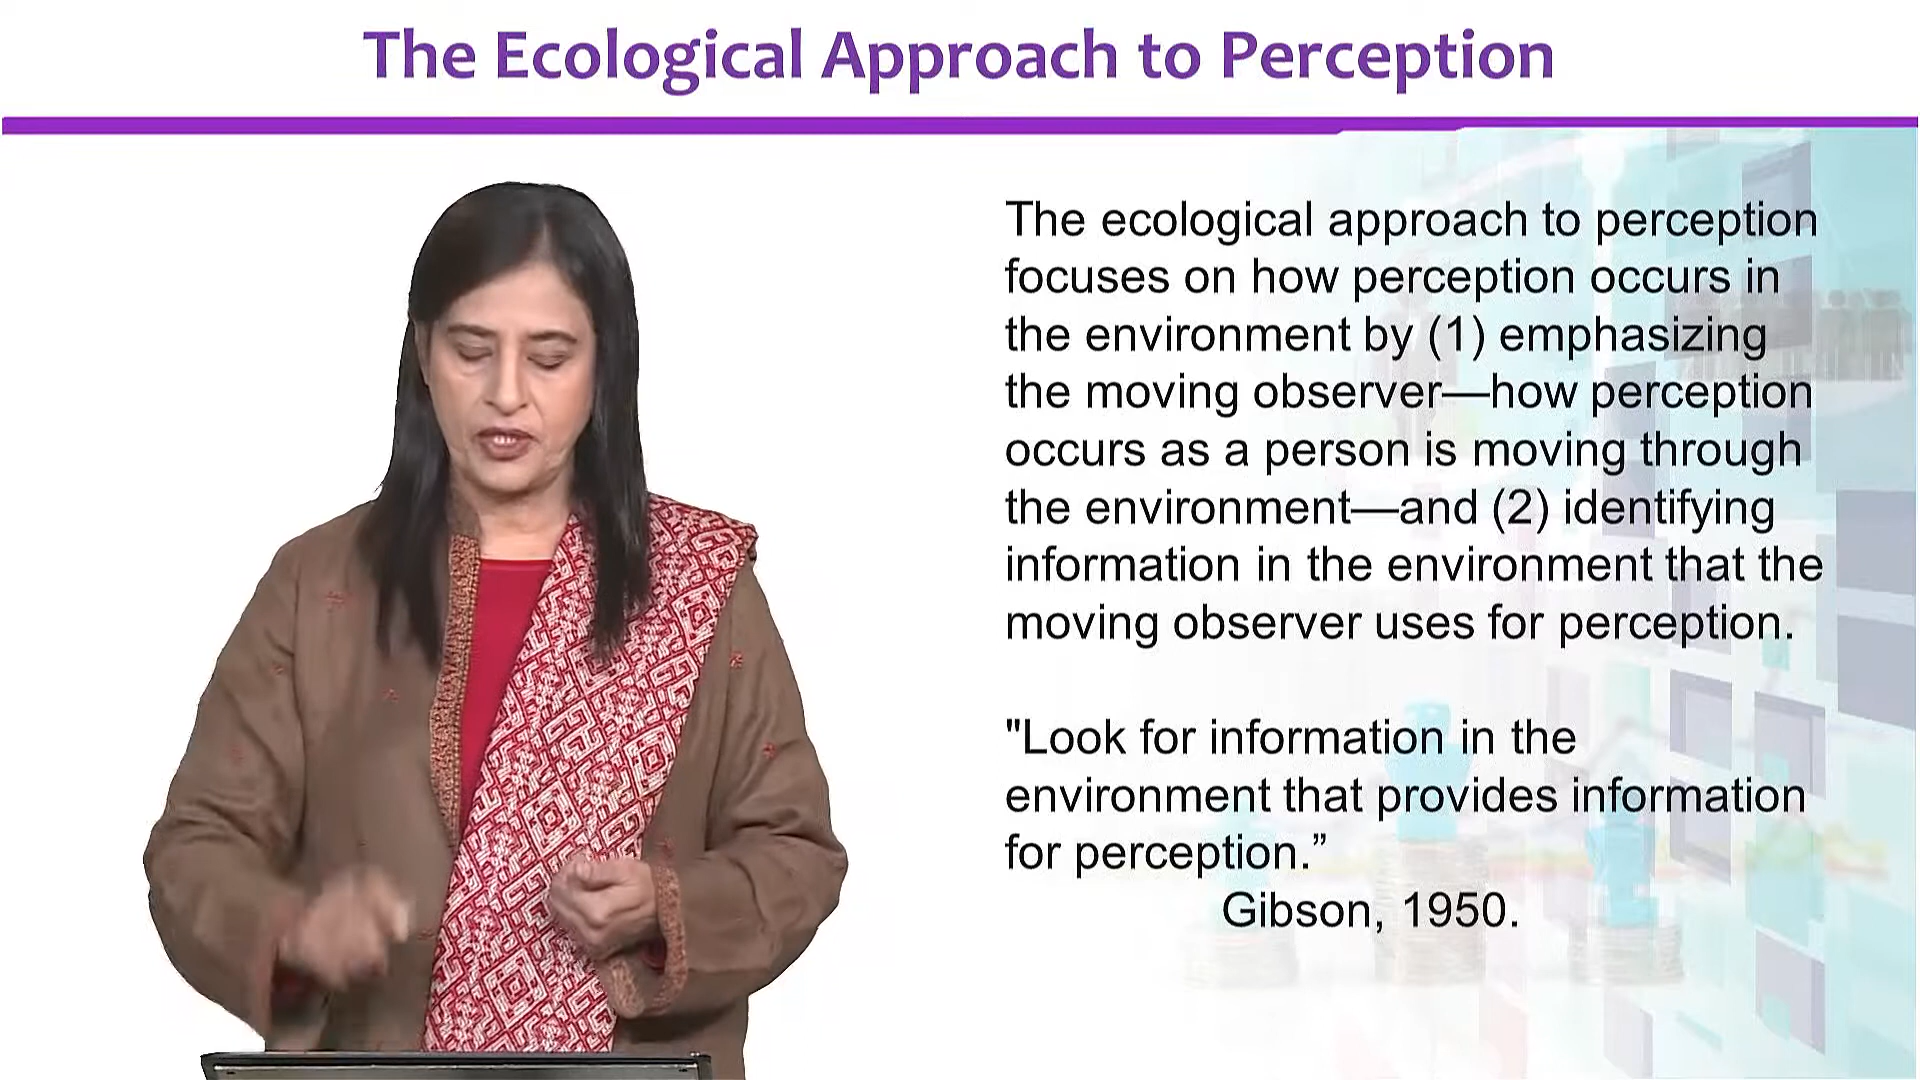 The Ecological Approach to Perception
The ecological approach to perception
focuses on how perception occurs in
the environment by (1) emphasizing
the moving observer—how perception
occurs as a person is moving through
the environment—and (2) identifying
information in the environment that the
moving observer uses for perception.
"Look for information in the
environment that provides information
for perception.”
Gibson, 1950.